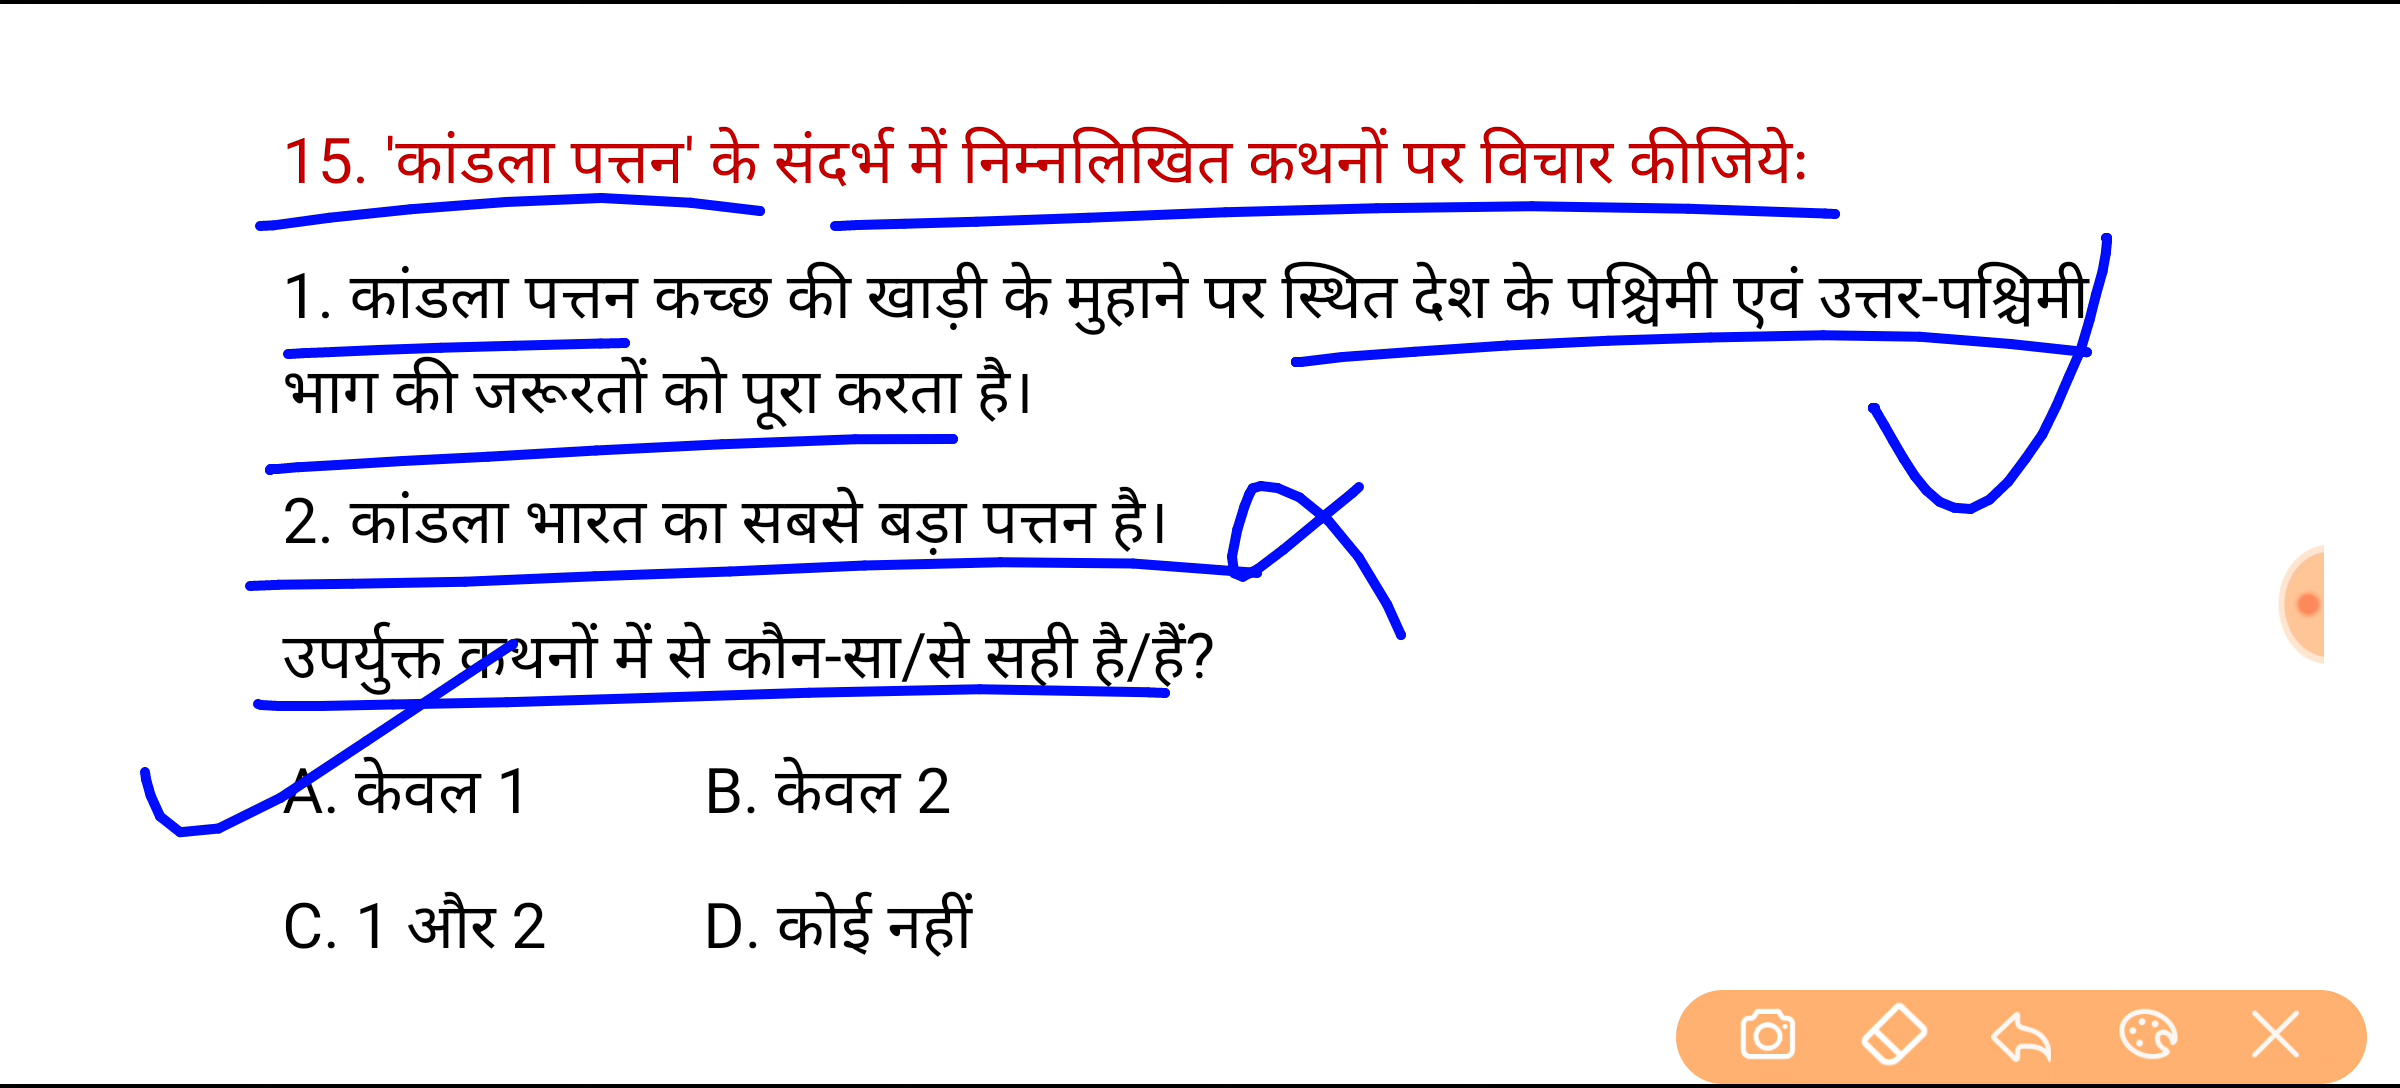 15. 'कांडला पत्तन' के संदर्भ में निम्नलिखित कथनों पर विचार कीजिये:
1. कांडला पत्तन कच्छ की खाड़ी के मुहाने पर स्थित देश के पश्चिमी एवं उत्तर-पश्चिमी
भाग की जरूरतों को पूरा करता है।
2. कांडला भारत का सबसे बड़ा पत्तन है।
उपर्युक्त कथनों में से कौन-सा/से सही है/हैं?
A. केवल 1 B. केवल 2
C. 1 और 2 D. कोई नहीं